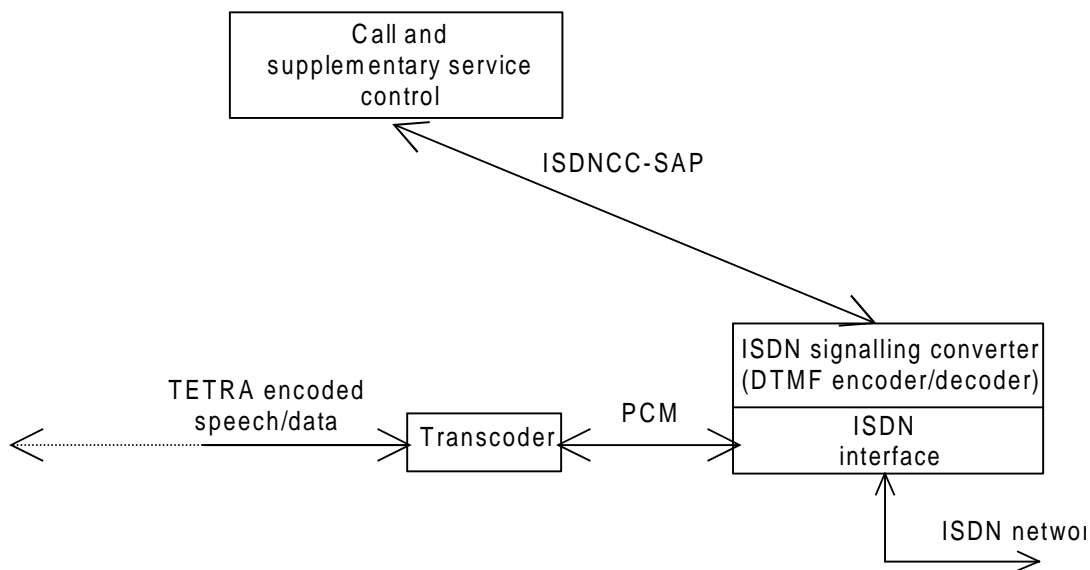 Call and
supplementary service
control
ISDNCC-SAP
ISDN signalling converter
(DTMF encoder/decoder)
TETRA encoded
speech/data
Transcoder
PCM
ISDN
interface
ISDN networ